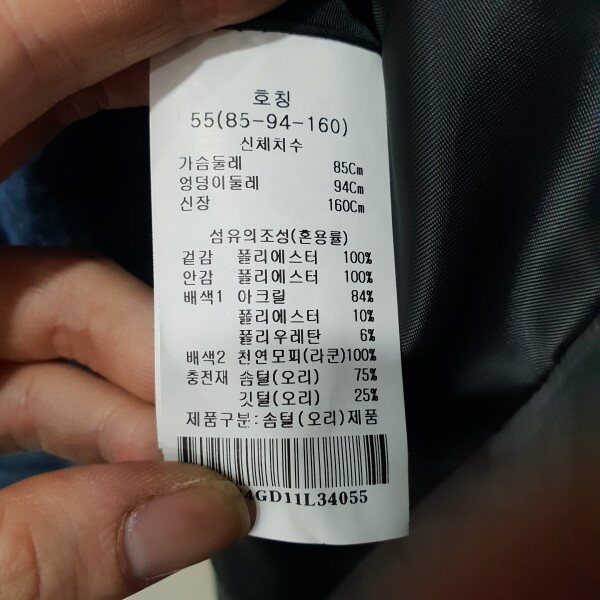 호칭
55(85-94-160)
신체치수
가슴둘레 85Cm
엉덩이둘레 94Cm
신장 160Cm
섬유의조성(혼용률)
겉감 폴리에스터 100%
안감 폴리에스터 100%
배색1 아크릴 84%
폴리에스터 10%
폴리우레탄 6%
배색2 천연모피(라쿤)100%
충전재 솜털(오리) 75%
깃털(오리) 25%
제품구분:솜털(오리)제품
4GD11L34055